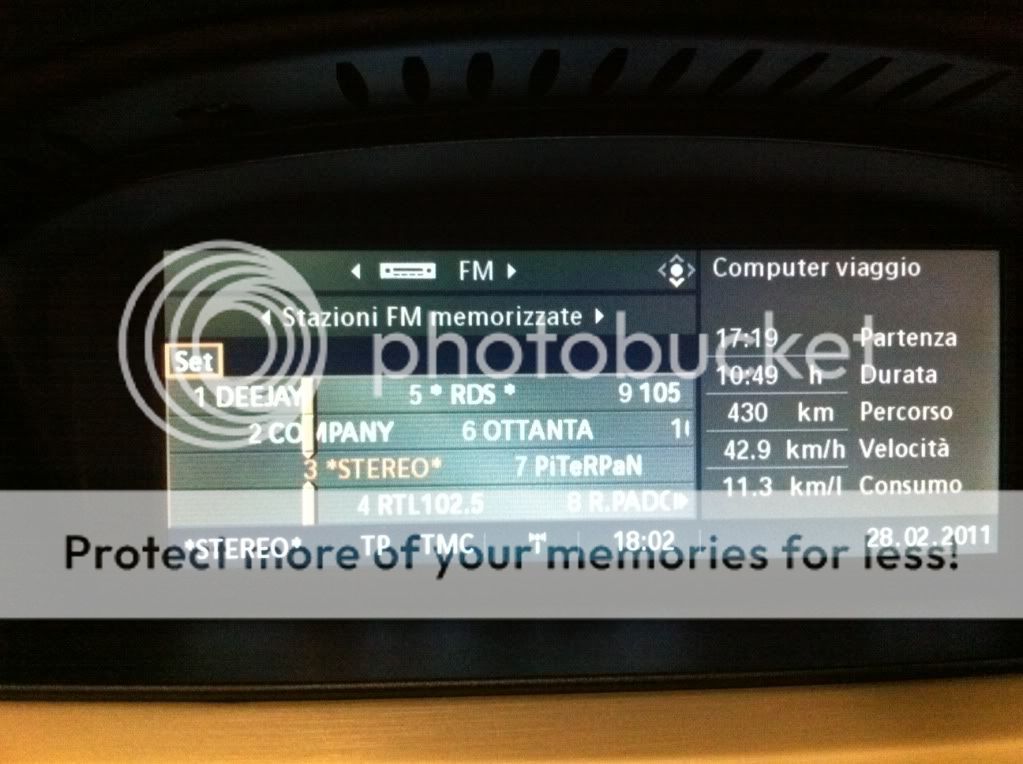 FM
Computer viaggio
Stazioni FM memorizzate
17:19 Partenza
Set
10:49 h Durata
1 DEEJAY 5 * RDS * 9 105
430 km Percorso
2 COMPANY 6 OTTANTA
42.9 km/h Velocità
3 *STEREO* 7 PiTeRPaN
11.3 km/l Consumo
4 RTL102.5 8 R.PADO
*STEREO* TP TMC 18:02 28.02.2011
photobucket
Protect more of your memories for less!